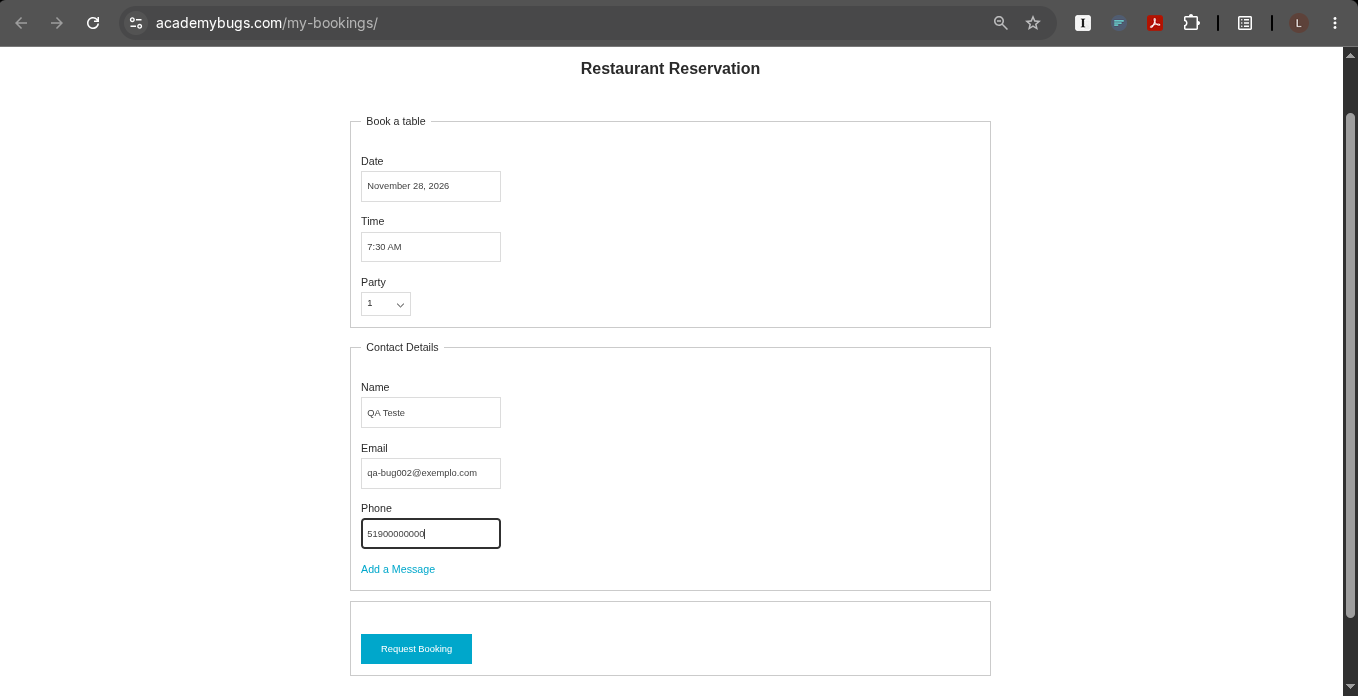 academybugs.com/my-bookings/
L
Restaurant Reservation
Book a table
Date
November 28, 2026
Time
7:30 AM
Party
1
Contact Details
Name
QA Teste
Email
qa-bug002@exemplo.com
Phone
51900000000
Add a Message
Request Booking